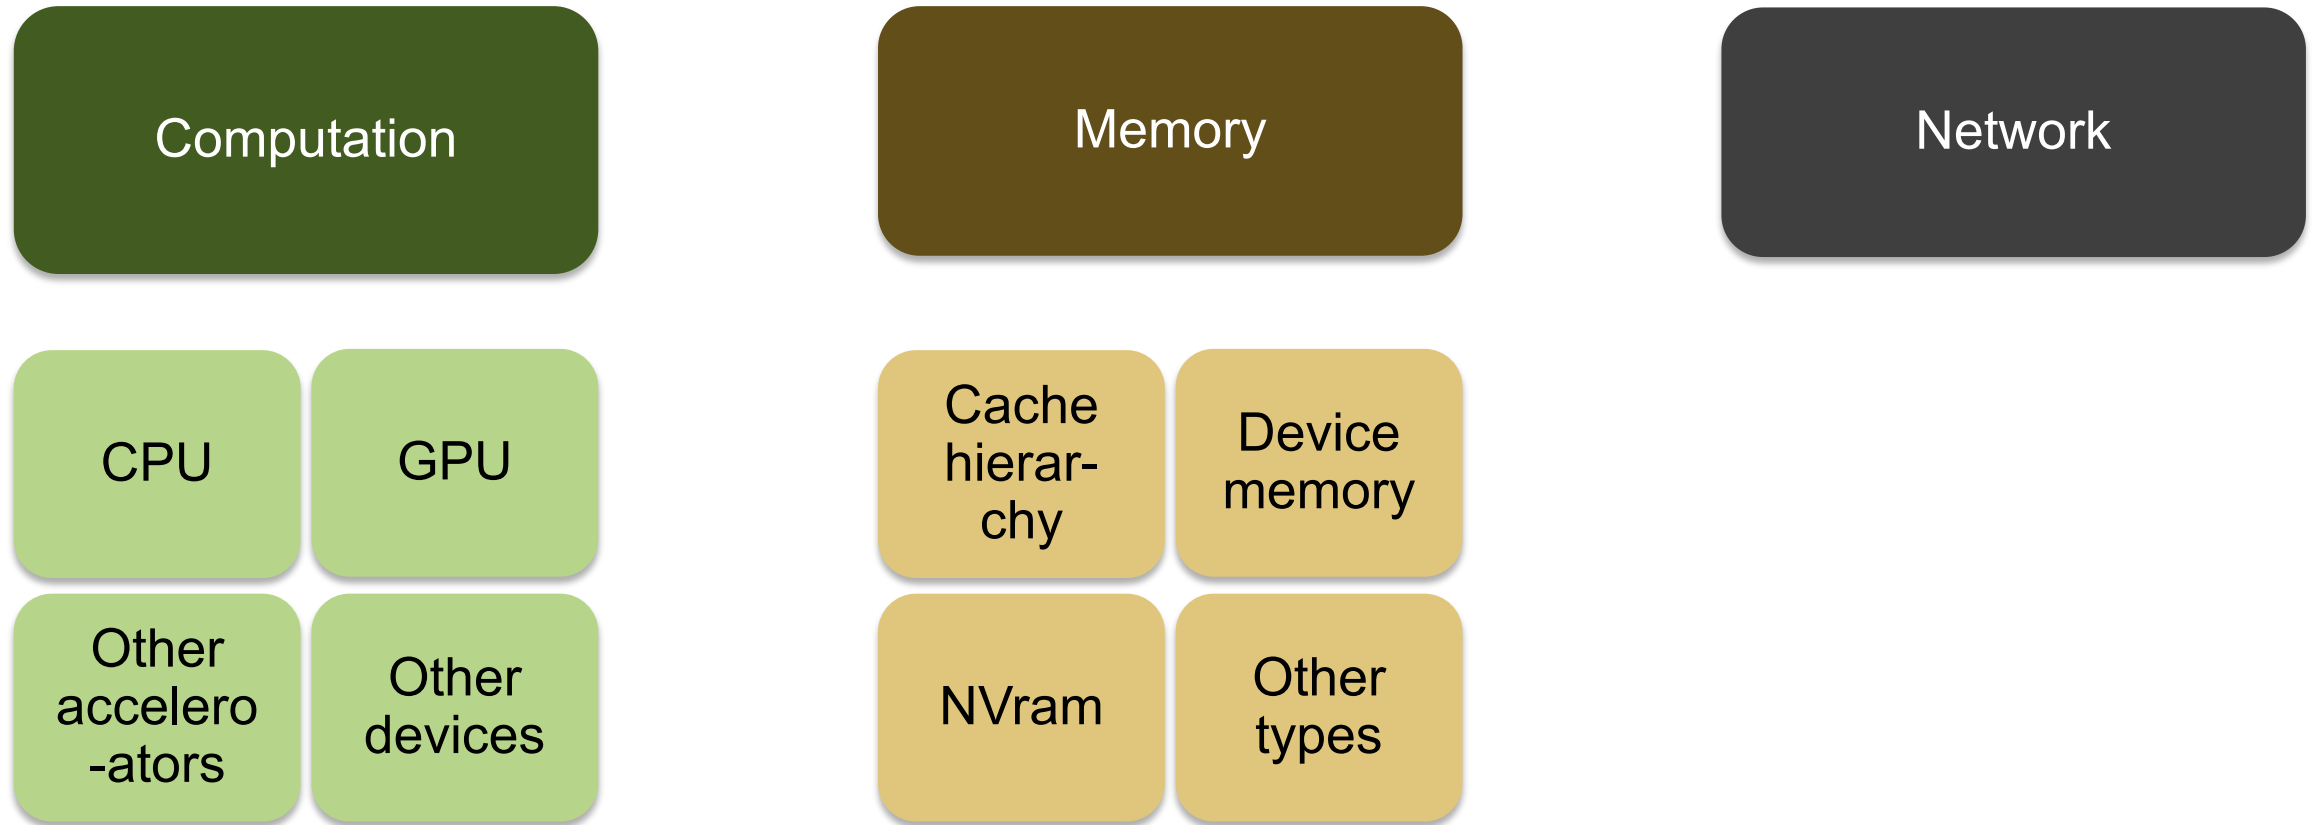 Computation
Memory
Network
CPU
GPU
Cache
hierar-
chy
Device
memory
Other
accelero
-ators
Other
devices
NVram
Other
types